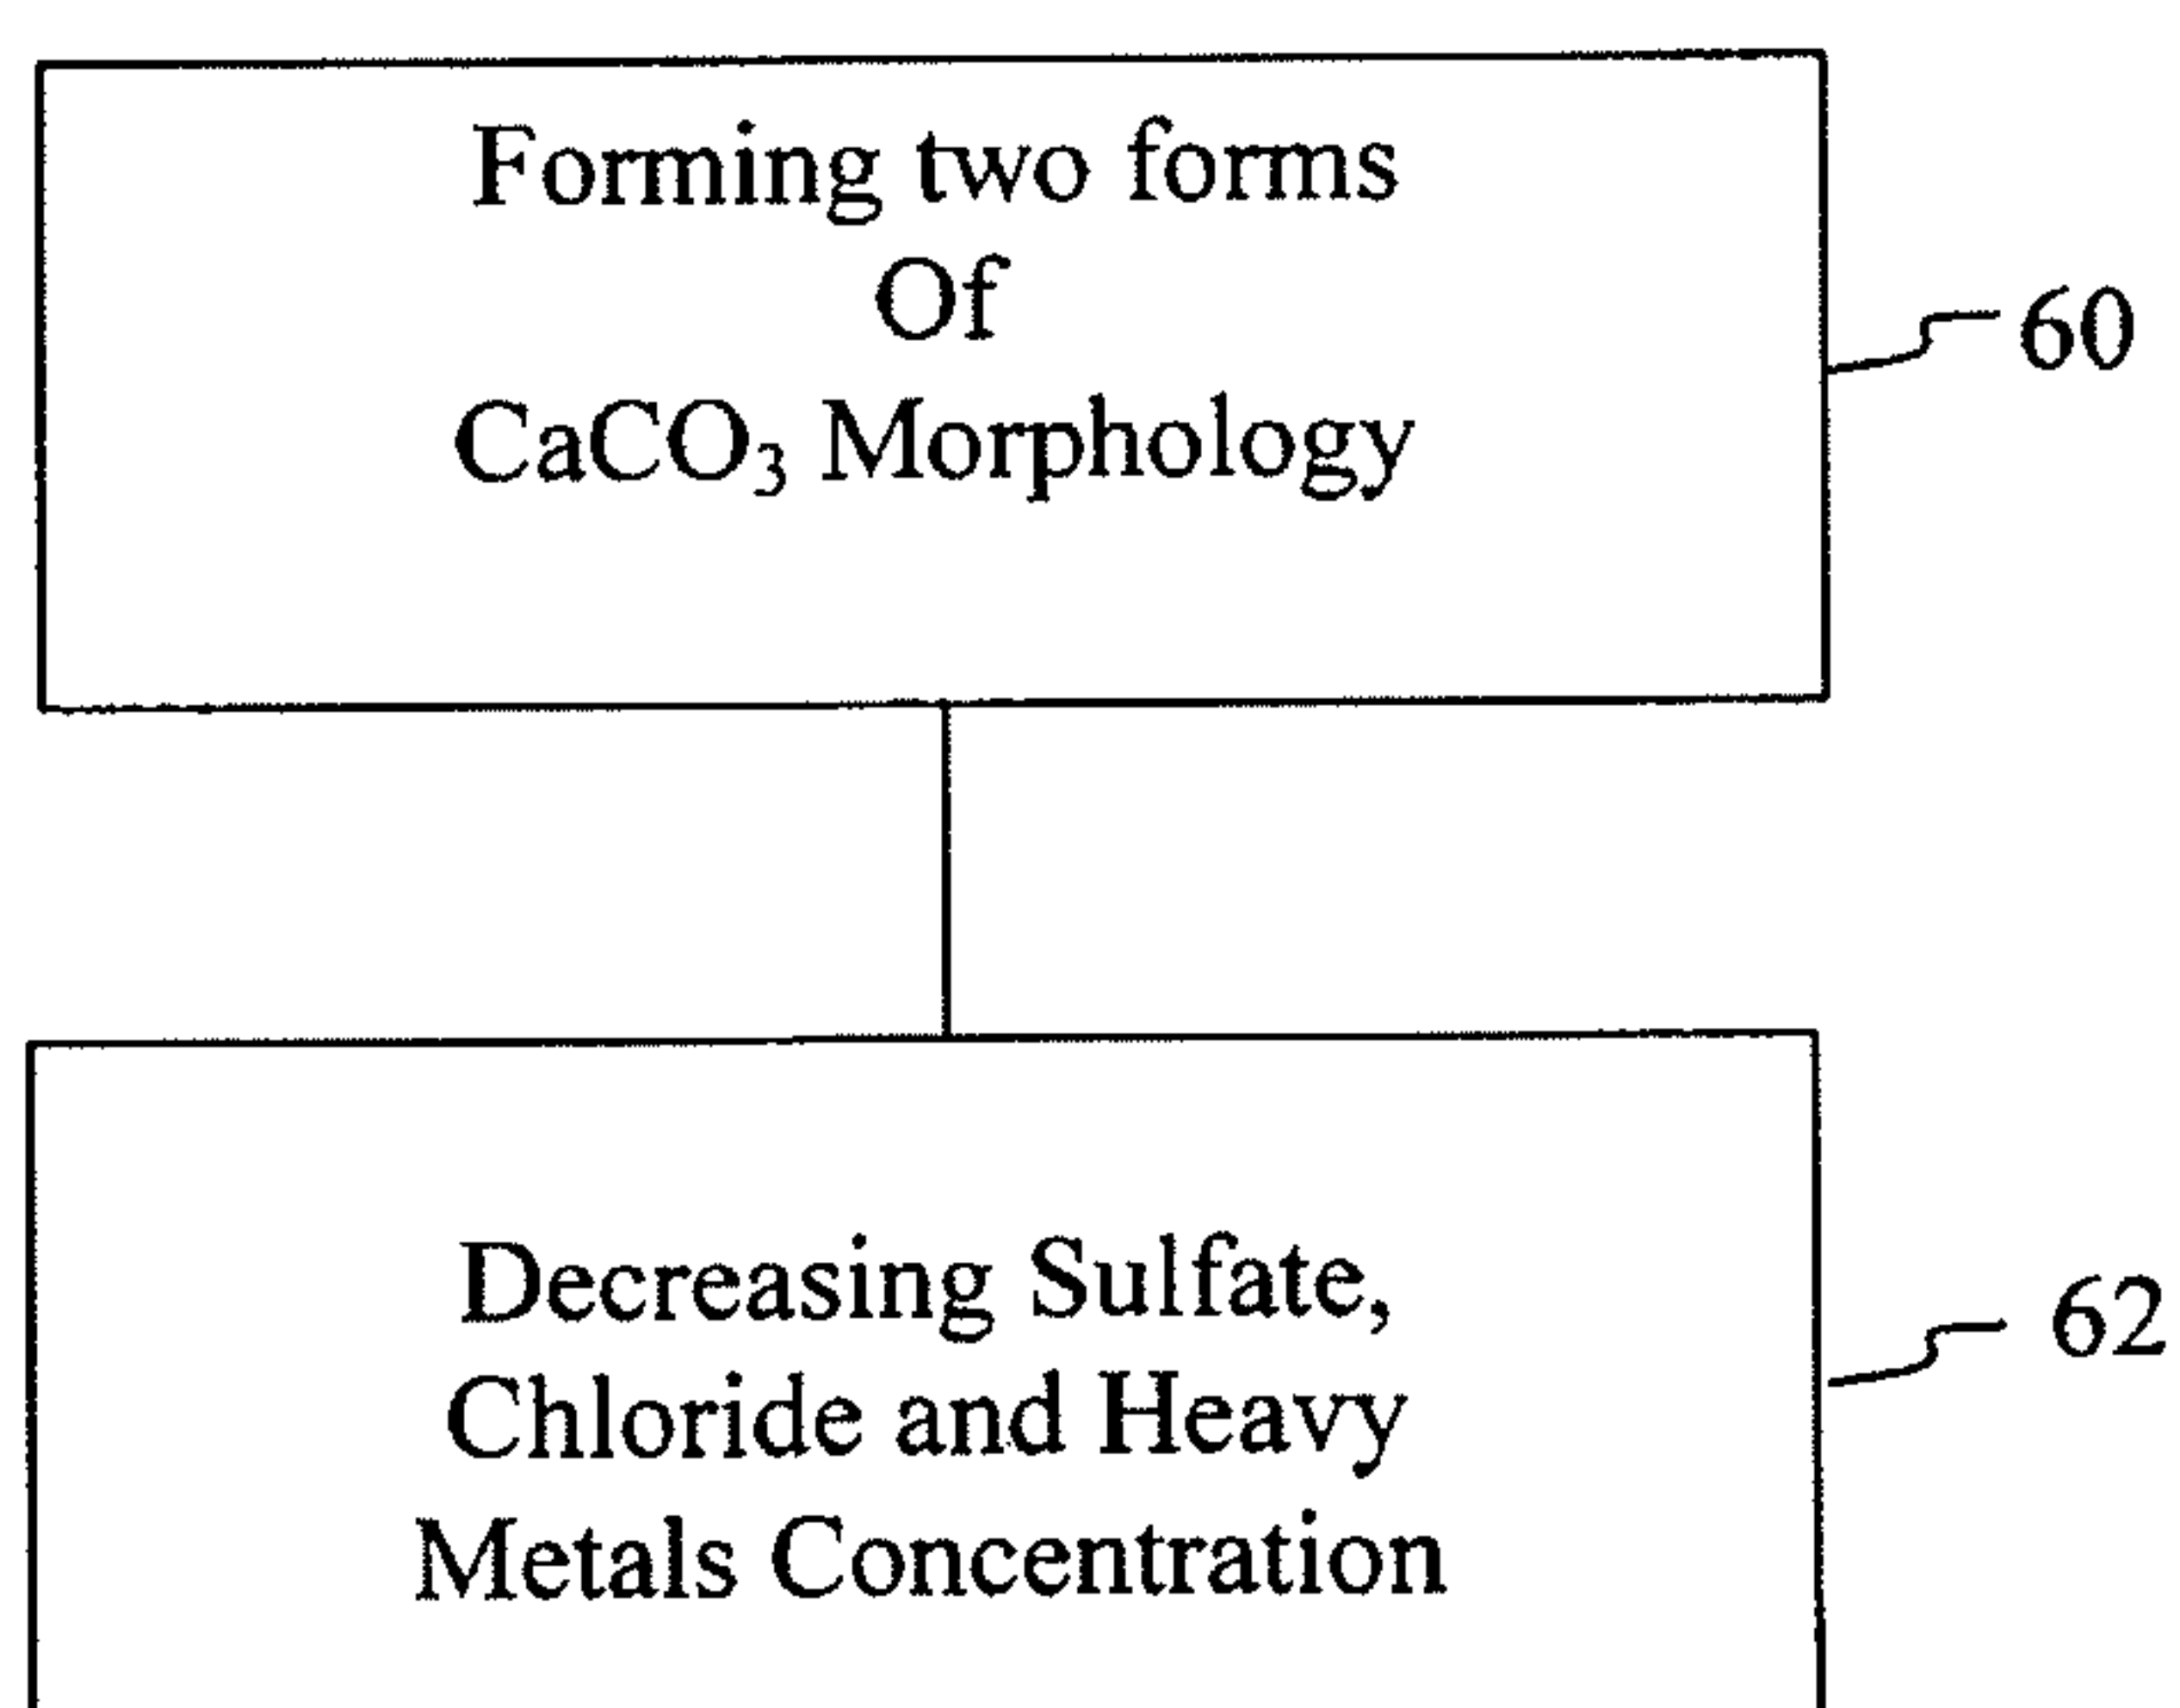 Forming two forms
Of
CaCO₃ Morphology
60
Decreasing Sulfate,
Chloride and Heavy
Metals Concentration
62